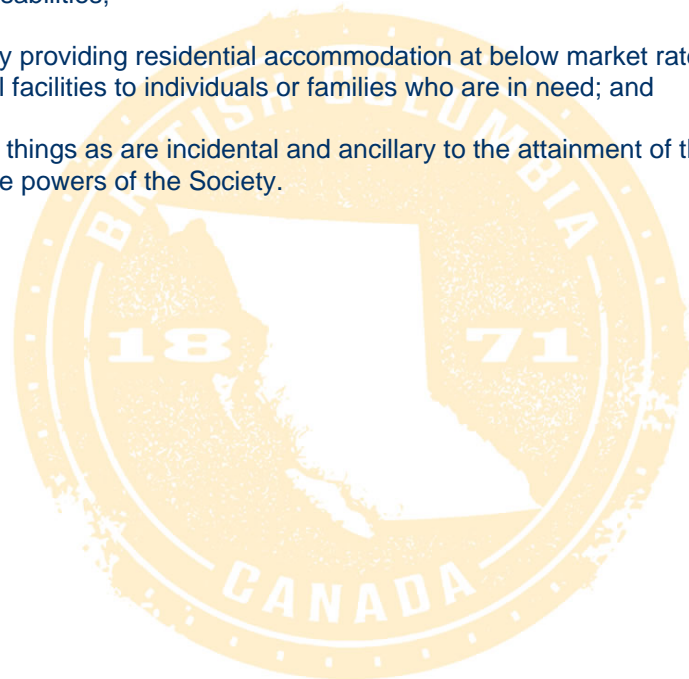 y providing residential accommodation at below market rat
l facilities to individuals or families who are in need; and
things as are incidental and ancillary to the attainment of t
e powers of the Society.
BRITISH COLUMBIA
18 71
CANADA